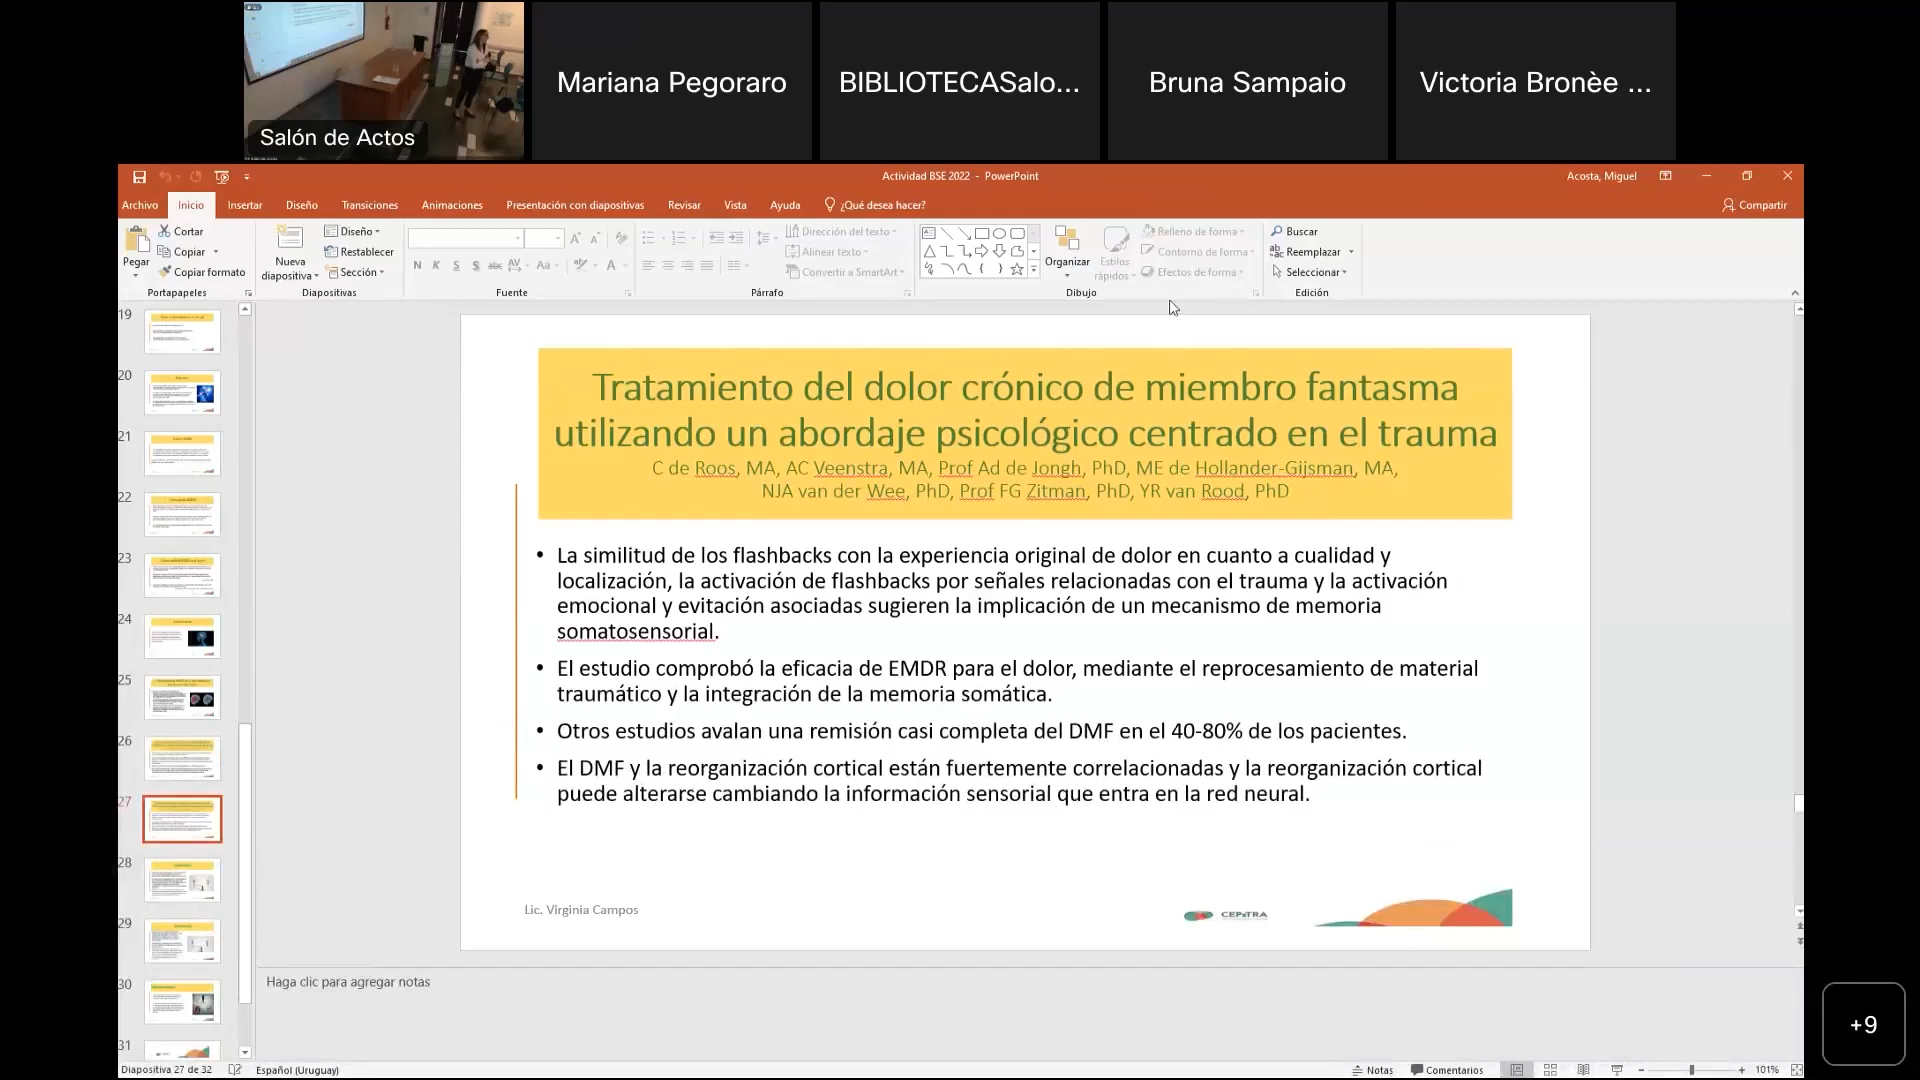 Salón de Actos
Mariana Pegoraro
BIBLIOTECASalo...
Bruna Sampaio
Victoria Bronèe ...
Actividad BSE 2022 - PowerPoint
Acosta, Miguel
Archivo Inicio Insertar Diseño Transiciones Animaciones Presentación con diapositivas Revisar Vista Ayuda ¿Qué desea hacer? Compartir
Pegar
Cortar
Copiar
Copiar formato
Portapapeles
Nueva
diapositiva
Diseño
Restablecer
Sección
Diapositivas
N K S S abc AV Aa A
Fuente
Dirección del texto
Alinear texto
Convertir a SmartArt
Párrafo
Organizar
Estilos
rápidos
Relleno de forma
Contorno de forma
Efectos de forma
Dibujo
Buscar
Reemplazar
Seleccionar
Edición
19
20
21
22
23
24
25
26
27
28
29
30
31
Tratamiento del dolor crónico de miembro fantasma
utilizando un abordaje psicológico centrado en el trauma
C de Roos, MA, AC Veenstra, MA, Prof Ad de Jongh, PhD, ME de Hollander-Gijsman, MA,
NJA van der Wee, PhD, Prof FG Zitman, PhD, YR van Rood, PhD
• La similitud de los flashbacks con la experiencia original de dolor en cuanto a cualidad y
localización, la activación de flashbacks por señales relacionadas con el trauma y la activación
emocional y evitación asociadas sugieren la implicación de un mecanismo de memoria
somatosensorial.
• El estudio comprobó la eficacia de EMDR para el dolor, mediante el reprocesamiento de material
traumático y la integración de la memoria somática.
• Otros estudios avalan una remisión casi completa del DMF en el 40-80% de los pacientes.
• El DMF y la reorganización cortical están fuertemente correlacionadas y la reorganización cortical
puede alterarse cambiando la información sensorial que entra en la red neural.
Lic. Virginia Campos
CEPSTRA
Haga clic para agregar notas
+9
Diapositiva 27 de 32
Español (Uruguay)
Notas
Comentarios
101%